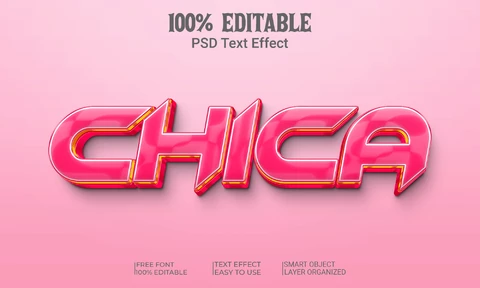 100% EDITABLE
PSD Text Effect
CHICA
FREE FONT
100% EDITABLE
TEXT EFFECT
EASY TO USE
SMART OBJECT
LAYER ORGANIZED